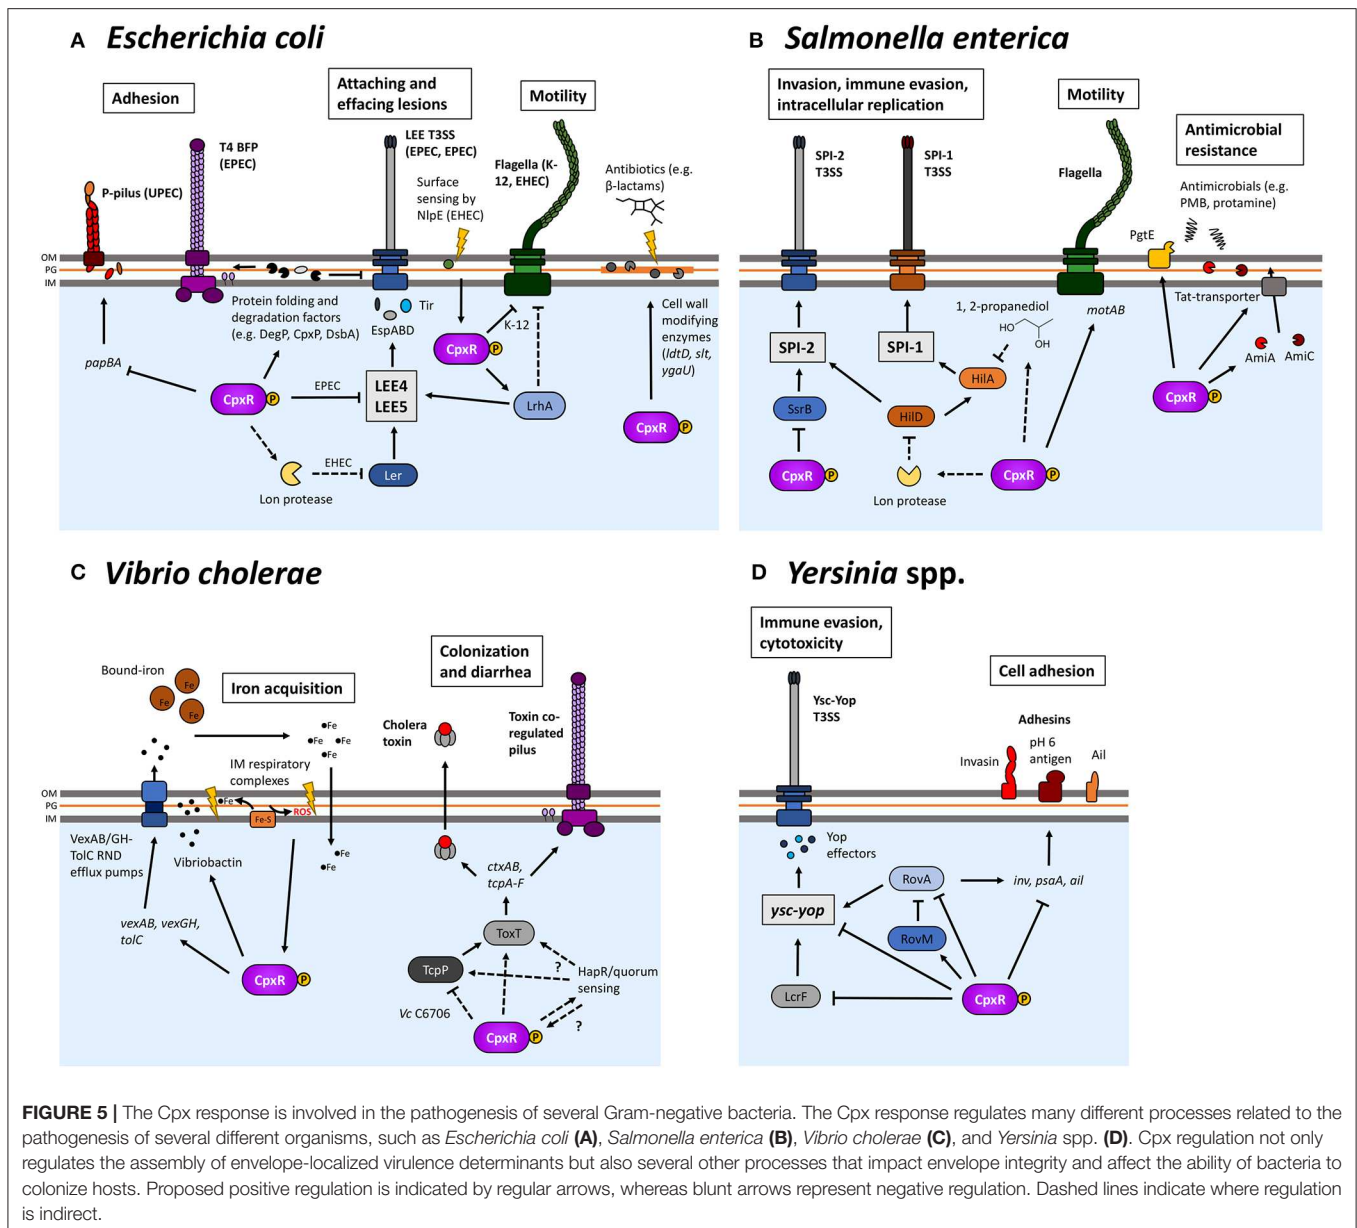 A Escherichia coli
Adhesion
Attaching and
effacing lesions
Motility
P-pilus (UPEC)
T4 BFP
(EPEC)
LEE T3SS
(EPEC, EPEC)
Surface
sensing by
NlpE (EHEC)
Flagella (K-
12, EHEC)
Antibiotics (e.g.
β-lactams)
OM
PG
IM
papBA
Protein folding and
degradation factors
(e.g. DegP, CpxP, DsbA)
Tir
EspABD
CpxR
P
K-12
Cell wall
modifying
enzymes
(ldtD, slt,
ygaU)
CpxR
P
EPEC
LEE4
LEE5
LrhA
CpxR
P
EHEC
Ler
Lon protease
B Salmonella enterica
Invasion, immune evasion,
intracellular replication
Motility
Antimicrobial
resistance
SPI-2
T3SS
SPI-1
T3SS
Flagella
Antimicrobials (e.g.
PMB, protamine)
PgtE
OM
PG
IM
1, 2-propanediol
HO
OH
motAB
Tat-transporter
SPI-2
SPI-1
HilA
AmiA
AmiC
SsrB
HilD
CpxR
P
CpxR
P
Lon protease
CpxR
P
C Vibrio cholerae
Bound-iron
Fe
Fe
Fe
Iron acquisition
Colonization
and diarrhea
Fe
Fe
Fe
Fe
Cholera
toxin
Toxin co-
regulated
pilus
IM respiratory
complexes
OM
PG
IM
Fe
Fe-S
ROS
VexAB/GH-
TolC RND
efflux pumps
Vibriobactin
Fe
Fe
vexAB, vexGH,
tolC
CpxR
P
ctxAB,
tcpA-F
ToxT
TcpP
?
HapR/quorum
sensing
Vc C6706
?
CpxR
P
D Yersinia spp.
Immune evasion,
cytotoxicity
Cell adhesion
Ysc-Yop
T3SS
Adhesins
Invasin
pH 6
antigen
Ail
OM
PG
IM
Yop
effectors
RovA
inv, psaA, ail
ysc-yop
RovM
LcrF
CpxR
P
FIGURE 5 | The Cpx response is involved in the pathogenesis of several Gram-negative bacteria. The Cpx response regulates many different processes related to the
pathogenesis of several different organisms, such as Escherichia coli (A), Salmonella enterica (B), Vibrio cholerae (C), and Yersinia spp. (D). Cpx regulation not only
regulates the assembly of envelope-localized virulence determinants but also several other processes that impact envelope integrity and affect the ability of bacteria to
colonize hosts. Proposed positive regulation is indicated by regular arrows, whereas blunt arrows represent negative regulation. Dashed lines indicate where regulation
is indirect.